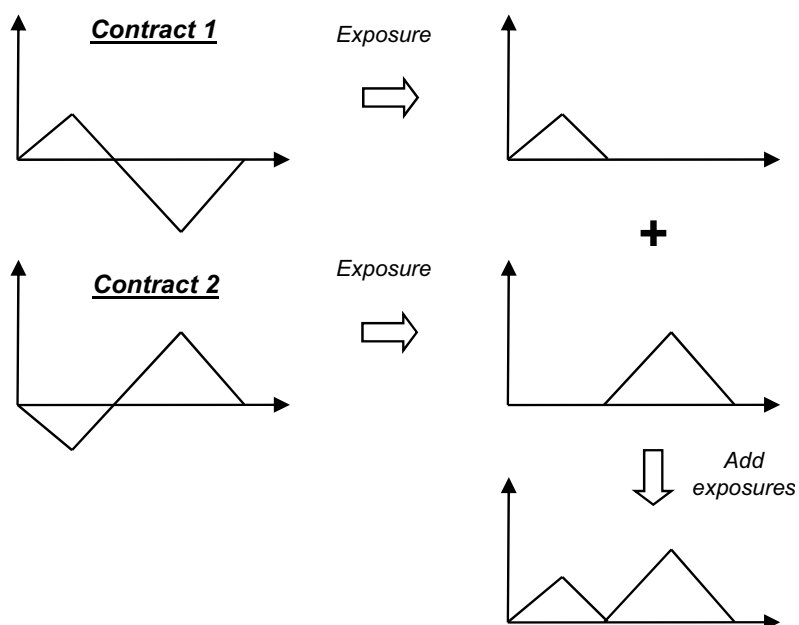 Contract 1
Exposure
+
Contract 2
Exposure
Add
exposures